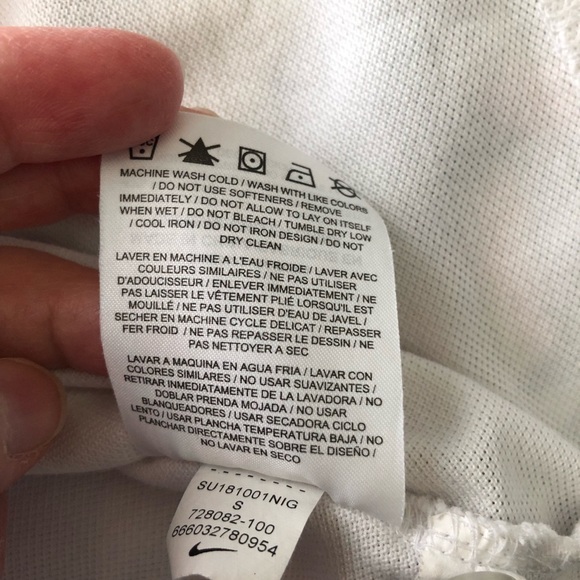 MACHINE WASH COLD / WASH WITH LIKE COLORS
/ DO NOT USE SOFTENERS / REMOVE
IMMEDIATELY / DO NOT ALLOW TO LAY ON ITSELF
WHEN WET / DO NOT BLEACH / TUMBLE DRY LOW
/ COOL IRON / DO NOT IRON DESIGN / DO NOT
DRY CLEAN
LAVER EN MACHINE A L'EAU FROIDE / LAVER AVEC
COULEURS SIMILAIRES / NE PAS UTILISER
D'ADOUCISSEUR / ENLEVER IMMEDIATEMENT / NE
PAS LAISSER LE VÊTEMENT PLIÉ LORSQU'IL EST
MOUILLÉ / NE PAS UTILISER D'EAU DE JAVEL /
SECHER EN MACHINE CYCLE DELICAT / REPASSER
FER FROID / NE PAS REPASSER LE DESSIN / NE
PAS NETTOYER A SEC
LAVAR A MAQUINA EN AGUA FRIA / LAVAR CON
COLORES SIMILARES / NO USAR SUAVIZANTES /
RETIRAR INMEDIATAMENTE DE LA LAVADORA / NO
DOBLAR PRENDA MOJADA / NO USAR
BLANQUEADORES / USAR SECADORA CICLO
LENTO / USAR PLANCHA TEMPERATURA BAJA / NO
PLANCHAR DIRECTAMENTE SOBRE EL DISEÑO /
NO LAVAR EN SECO
SU181001NIG
S
728082-100
666032780954